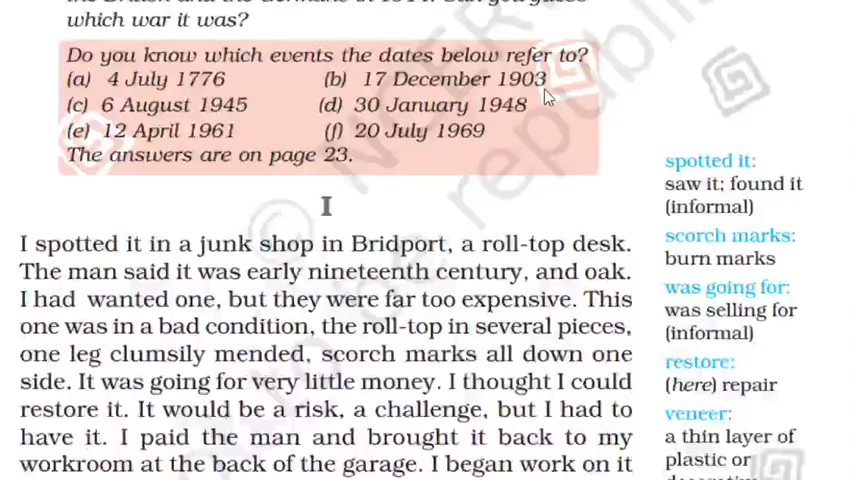 which war it was?
Do you know which events the dates below refer to?
(a) 4 July 1776 (b) 17 December 1903
(c) 6 August 1945 (d) 30 January 1948
(e) 12 April 1961 (f) 20 July 1969
The answers are on page 23.
I
I spotted it in a junk shop in Bridport, a roll-top desk.
The man said it was early nineteenth century, and oak.
I had wanted one, but they were far too expensive. This
one was in a bad condition, the roll-top in several pieces,
one leg clumsily mended, scorch marks all down one
side. It was going for very little money. I thought I could
restore it. It would be a risk, a challenge, but I had to
have it. I paid the man and brought it back to my
workroom at the back of the garage. I began work on it
spotted it:
saw it; found it
(informal)
scorch marks:
burn marks
was going for:
was selling for
(informal)
restore:
(here) repair
veneer:
a thin layer of
plastic or